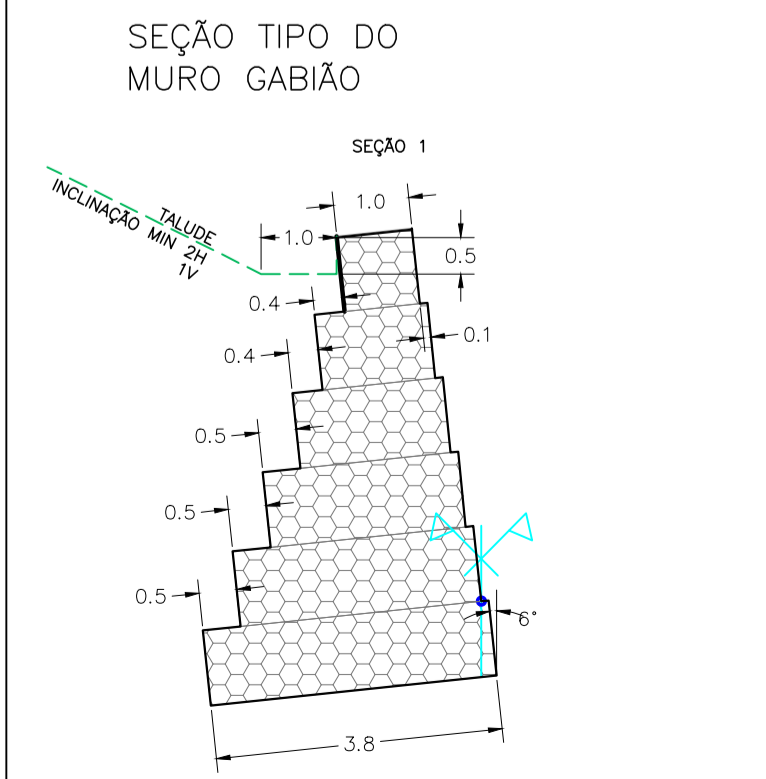 SEÇÃO TIPO DO
MURO GABIÃO
SEÇÃO 1
1.0
TALUDE
INCLINAÇÃO MIN 2H
1V
1.0
0.5
0.4
0.1
0.4
0.5
0.5
0.5
6°
3.8